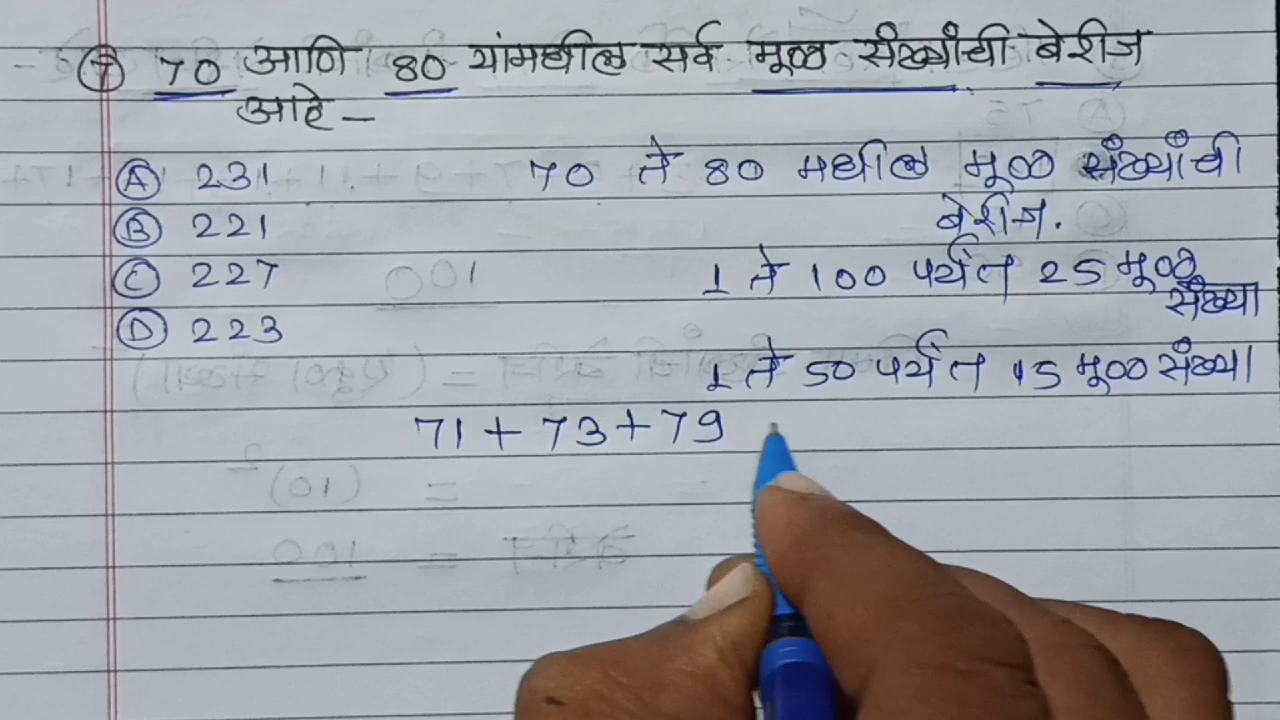 7 70 आणि 80 यांमधील सर्व मूळ संख्यांची बेरीज
आहे -
A 231
B 221
C 227
D 223
70 ते 80 मधील मूळ संख्यांची
बेरीज.
1 ते 100 पर्यंत 25 मूळ
संख्या
1 ते 50 पर्यंत 15 मूळ संख्या
71 + 73 + 79